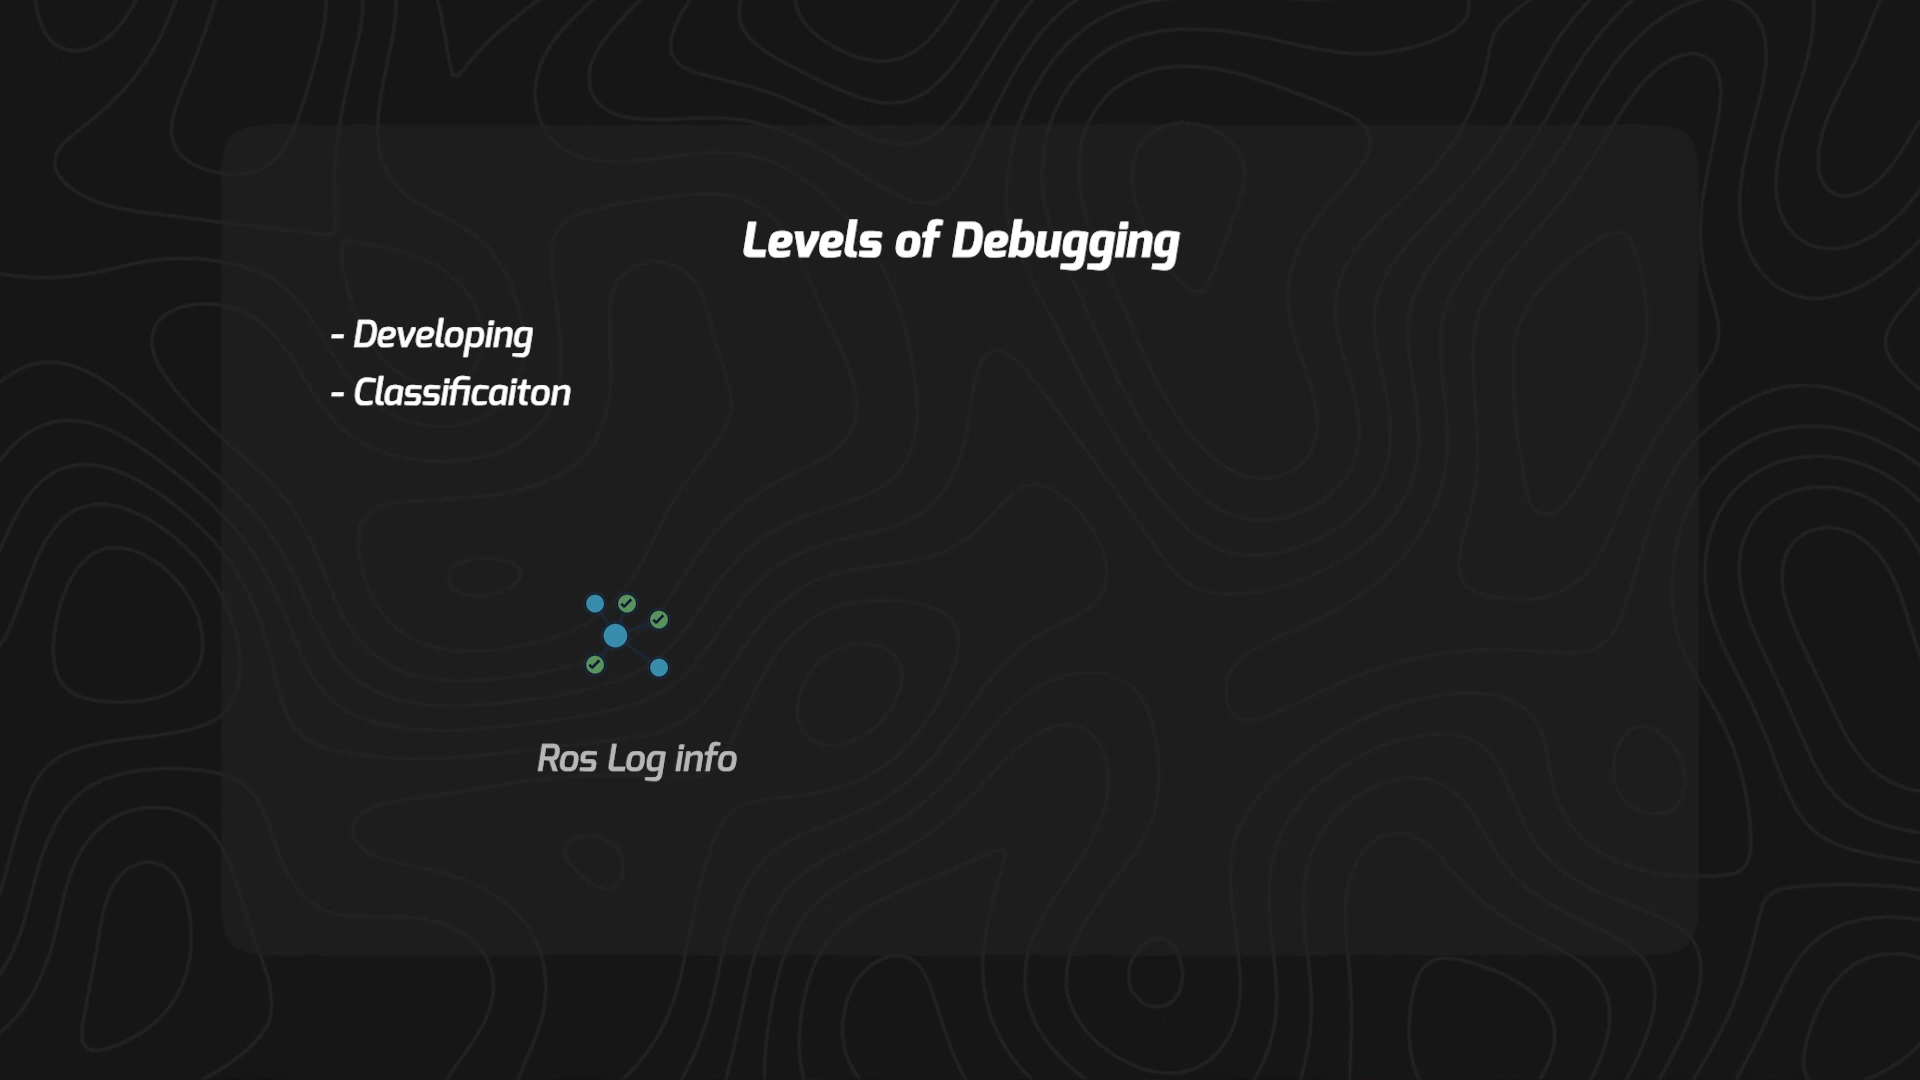 Levels of Debugging
- Developing
- Classificaiton
Ros Log info